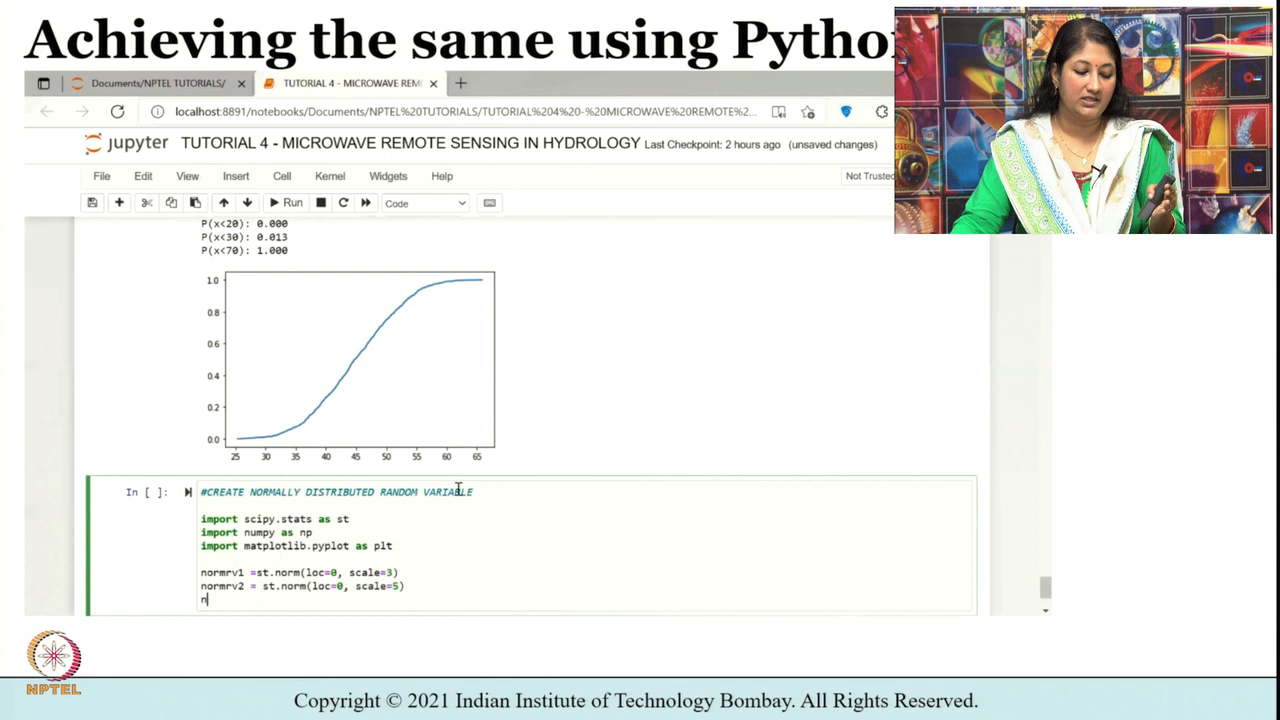 Achieving the same using Pytho
Documents/NPTEL TUTORIALS/
TUTORIAL 4 - MICROWAVE REM
localhost:8891/notebooks/Documents/NPTEL%20TUTORIALS/TUTORIAL%204%20-%20MICROWAVE%20REMOTE%2...
jupyter TUTORIAL 4 - MICROWAVE REMOTE SENSING IN HYDROLOGY Last Checkpoint: 2 hours ago (unsaved changes)
File Edit View Insert Cell Kernel Widgets Help Not Trusted
Run Code
P(x<20): 0.000
P(x<30): 0.013
P(x<70): 1.000
1.0
0.8
0.6
0.4
0.2
0.0
25 30 35 40 45 50 55 60 65
In [ ]: #CREATE NORMALLY DISTRIBUTED RANDOM VARIABLE
import scipy.stats as st
import numpy as np
import matplotlib.pyplot as plt
normrv1 =st.norm(loc=0, scale=3)
normrv2 = st.norm(loc=0, scale=5)
n
NPTEL
Copyright © 2021 Indian Institute of Technology Bombay. All Rights Reserved.